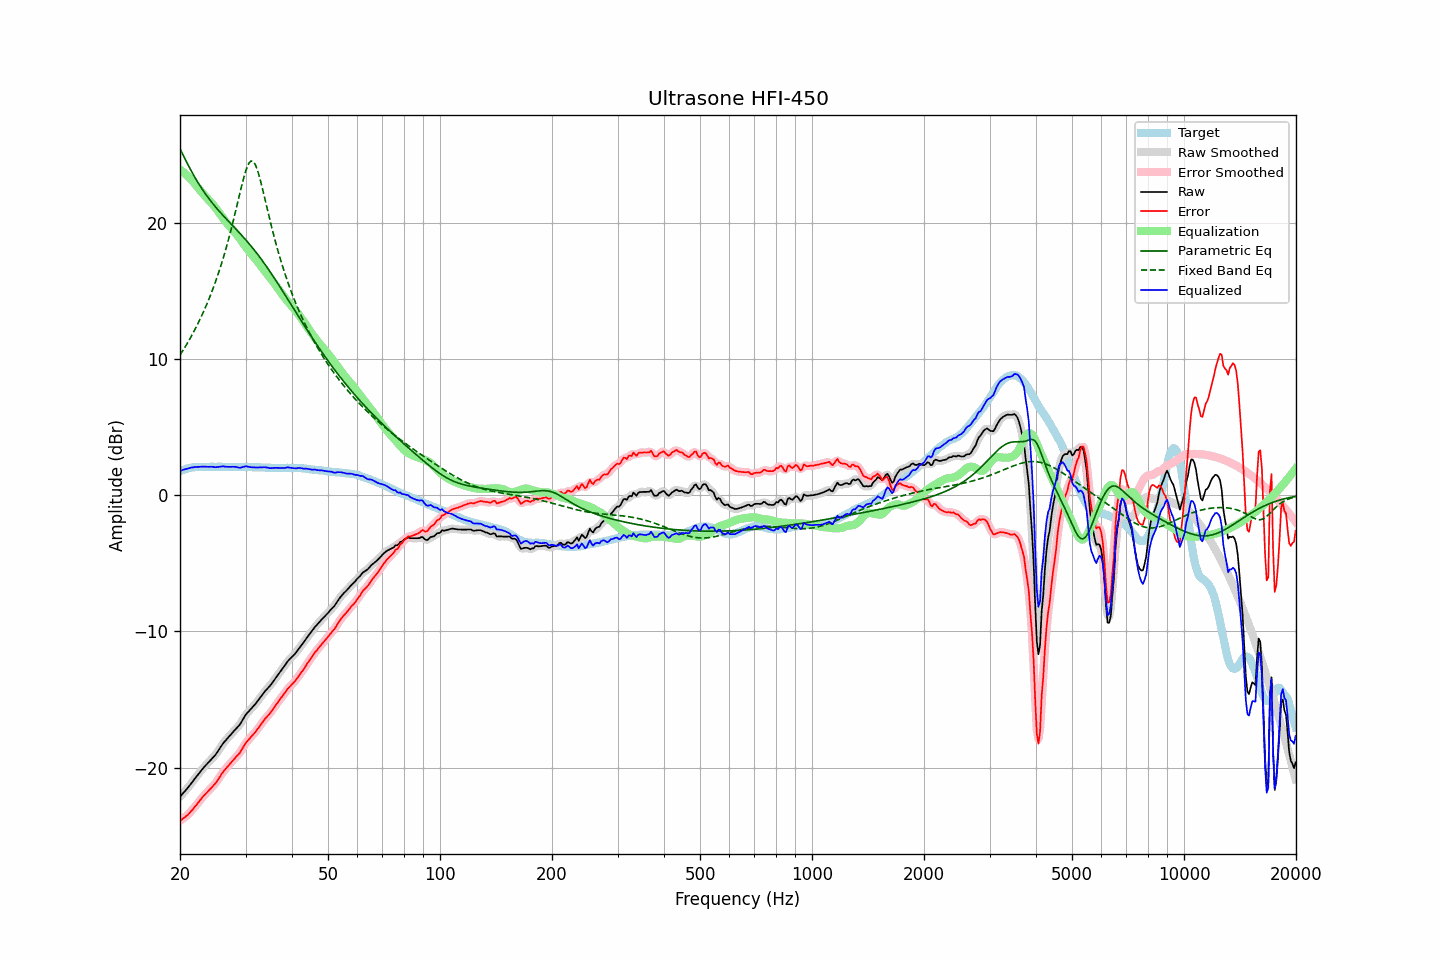 Ultrasone HFI-450
Target
Raw Smoothed
Error Smoothed
Raw
Error
Equalization
Parametric Eq
Fixed Band Eq
Equalized
20
10
0
−10
−20
Amplitude (dBr)
20
50
100
200
500
1000
2000
5000
10000
20000
Frequency (Hz)